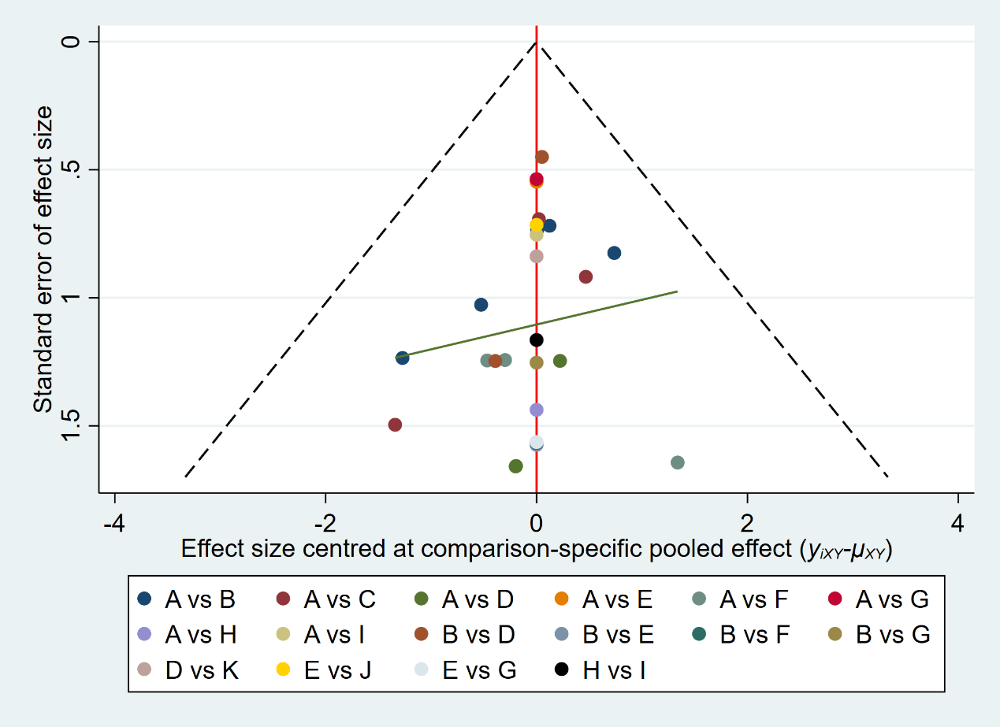 Standard error of effect size
0
.5
1
1.5
-4 -2 0 2 4
Effect size centred at comparison-specific pooled effect (yiXY-μXY)
A vs B A vs C A vs D A vs E A vs F A vs G
A vs H A vs I B vs D B vs E B vs F B vs G
D vs K E vs J E vs G H vs I